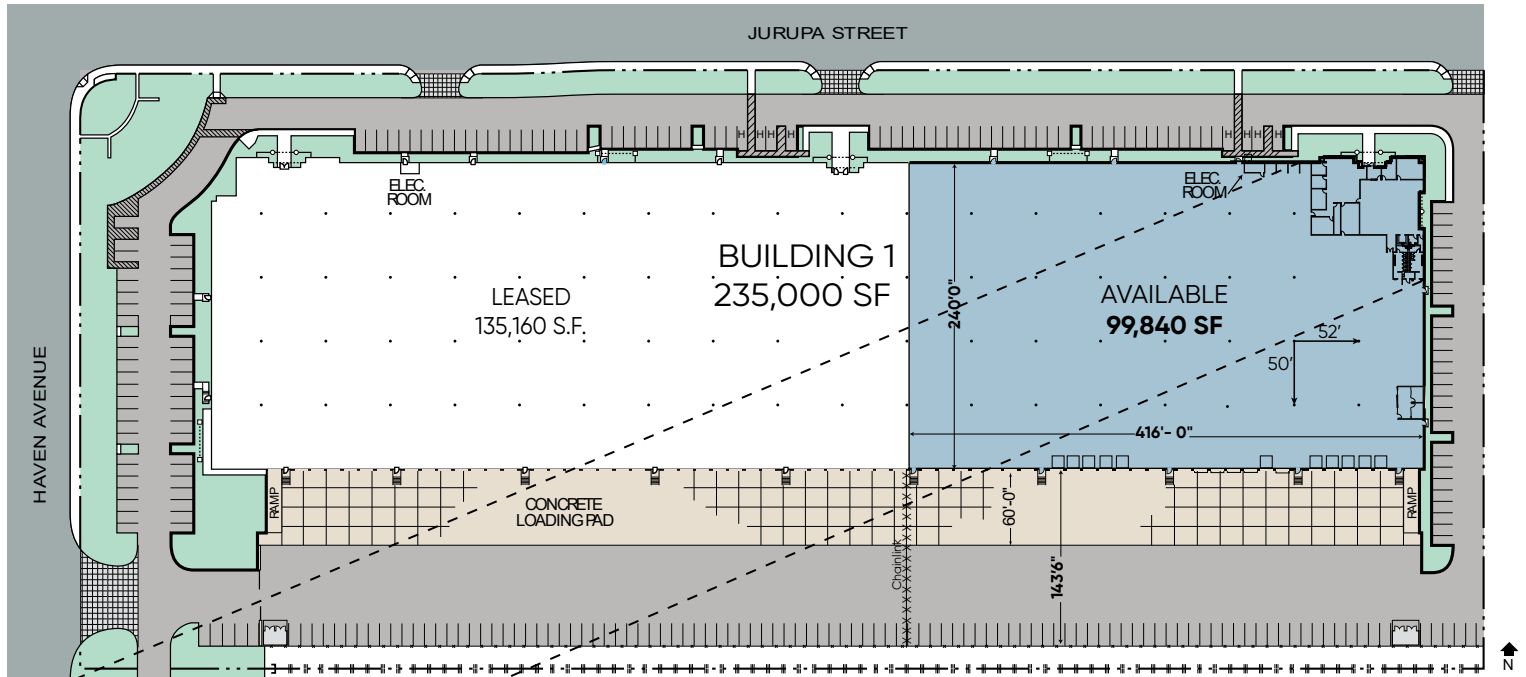 JURUPA STREET
H H H H
H H H H
ELEC.
ROOM
ELEC.
ROOM
BUILDING 1
235,000 SF
LEASED
135,160 S.F.
240'0"
AVAILABLE
99,840 SF
52'
50'
HAVEN AVENUE
416'- 0"
RAMP
CONCRETE
LOADING PAD
60'-0"
RAMP
Chainlink
143'6"
N